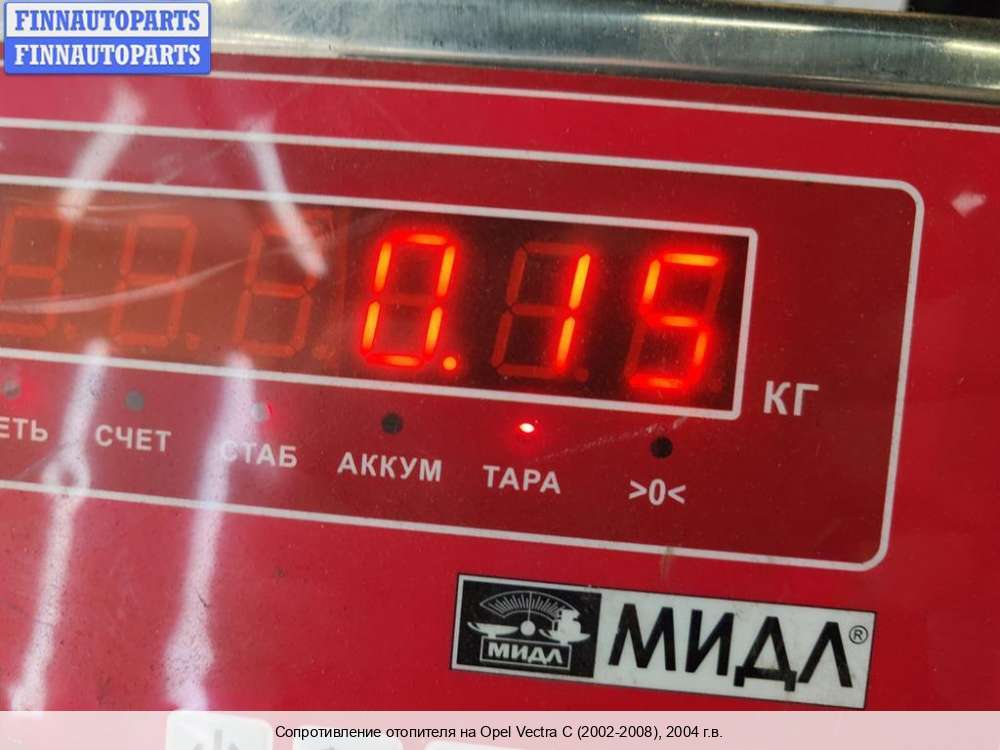 FINNAUTOPARTS
FINNAUTOPARTS
0.15
КГ
ЕТЬ СЧЕТ СТАБ АККУМ ТАРА >0<
МИДЛ МИДЛ®
Сопротивление отопителя на Opel Vectra C (2002-2008), 2004 г.в.